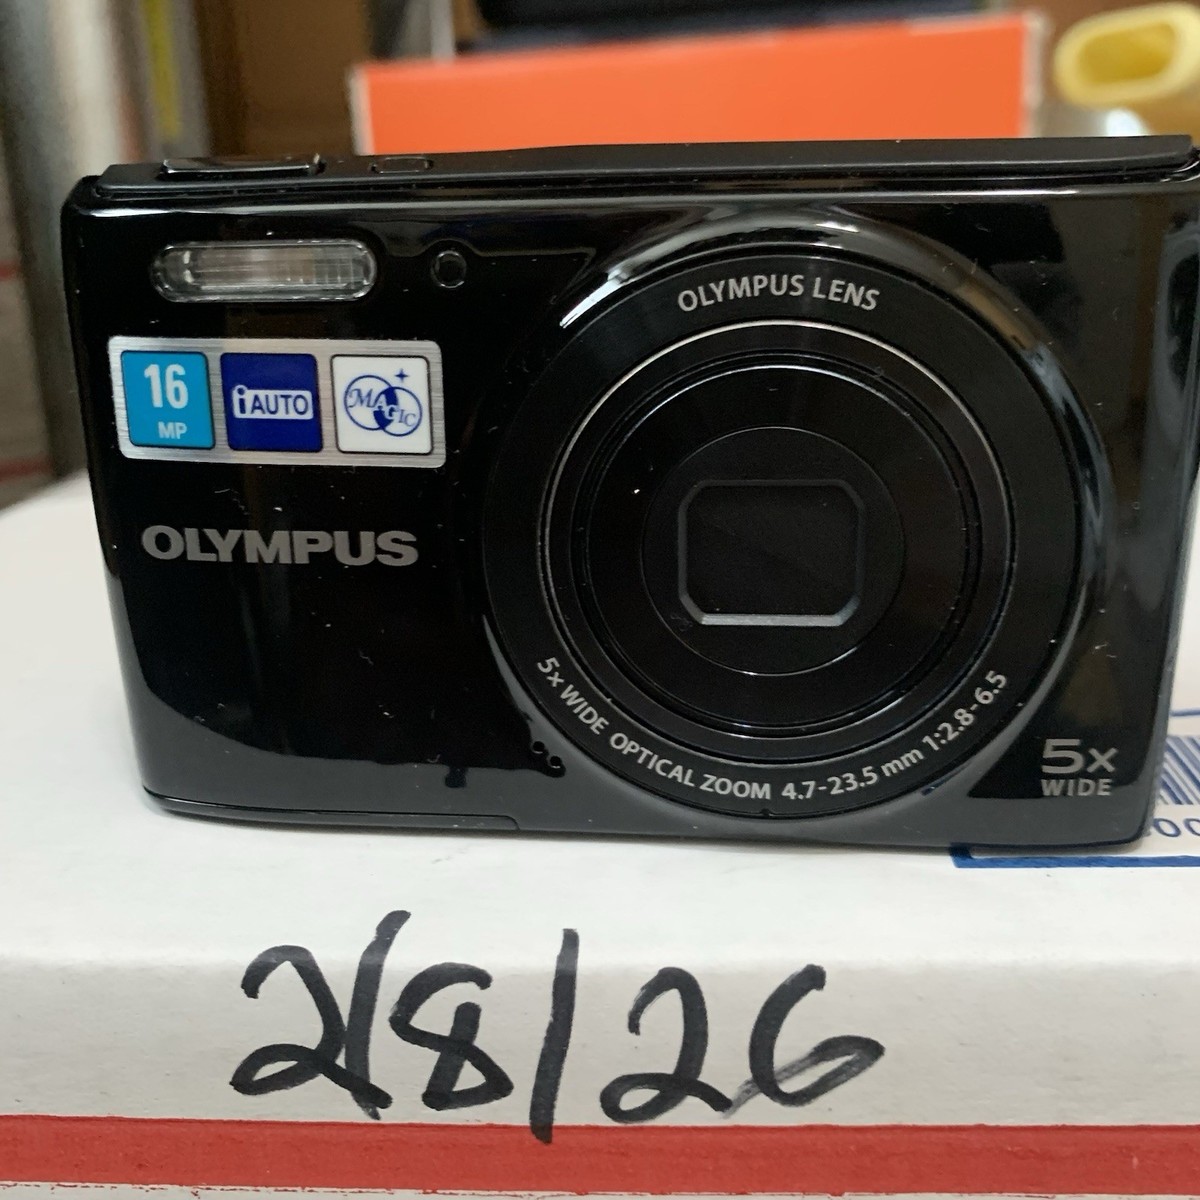 OLYMPUS LENS
16
MP
iAUTO
MAGIC
OLYMPUS
5x WIDE OPTICAL ZOOM 4.7-23.5 mm 1:2.8-6.5
5x
WIDE
2/8/26